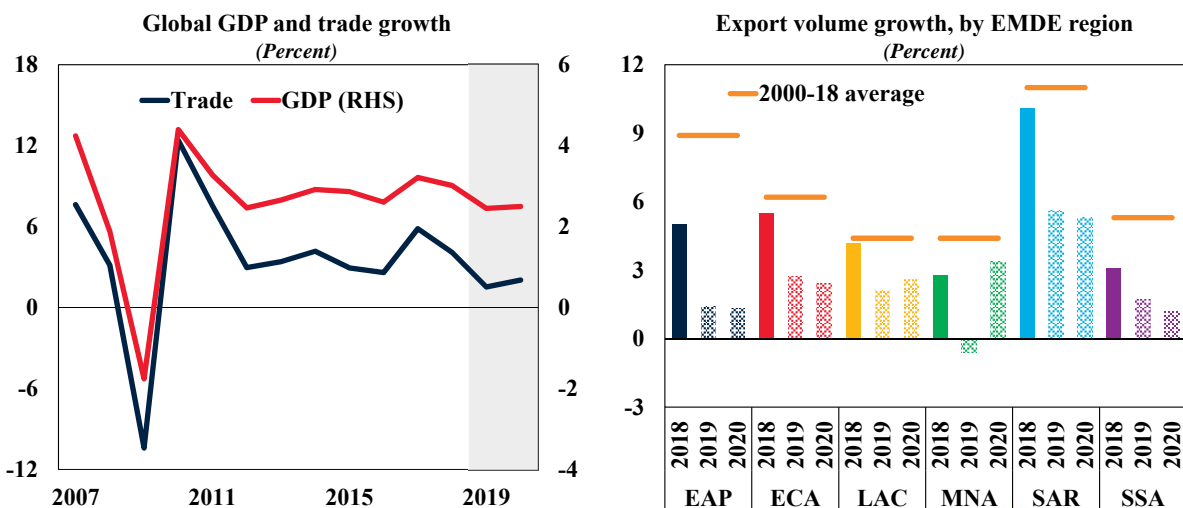 Global GDP and trade growth
(Percent)
18
12
6
0
-6
-12
6
4
2
0
-2
-4
Trade
GDP (RHS)
2007
2011
2015
2019
Export volume growth, by EMDE region
(Percent)
12
9
6
3
0
-3
2000-18 average
2018 2019 2020 2018 2019 2020 2018 2019 2020 2018 2019 2020 2018 2019 2020 2018 2019 2020
EAP ECA LAC MNA SAR SSA